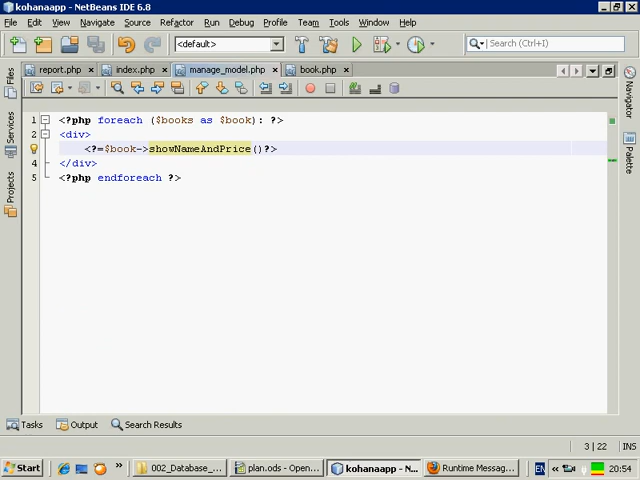 kohanaapp - NetBeans IDE 6.8
File Edit View Navigate Source Refactor Run Debug Profile Team Tools Window Help
<default>
Search (Ctrl+I)
report.php index.php manage_model.php book.php
Files
Services
Projects
Navigator
Palette
1 <?php foreach ($books as $book): ?>
2 <div>
<?=$book->showNameAndPrice()?>
4 </div>
5 <?php endforeach ?>
Tasks Output Search Results
3 | 22 INS
Start
»
002_Database_...
plan.ods - Open...
kohanaapp - N...
Runtime Messag...
EN
«
20:54